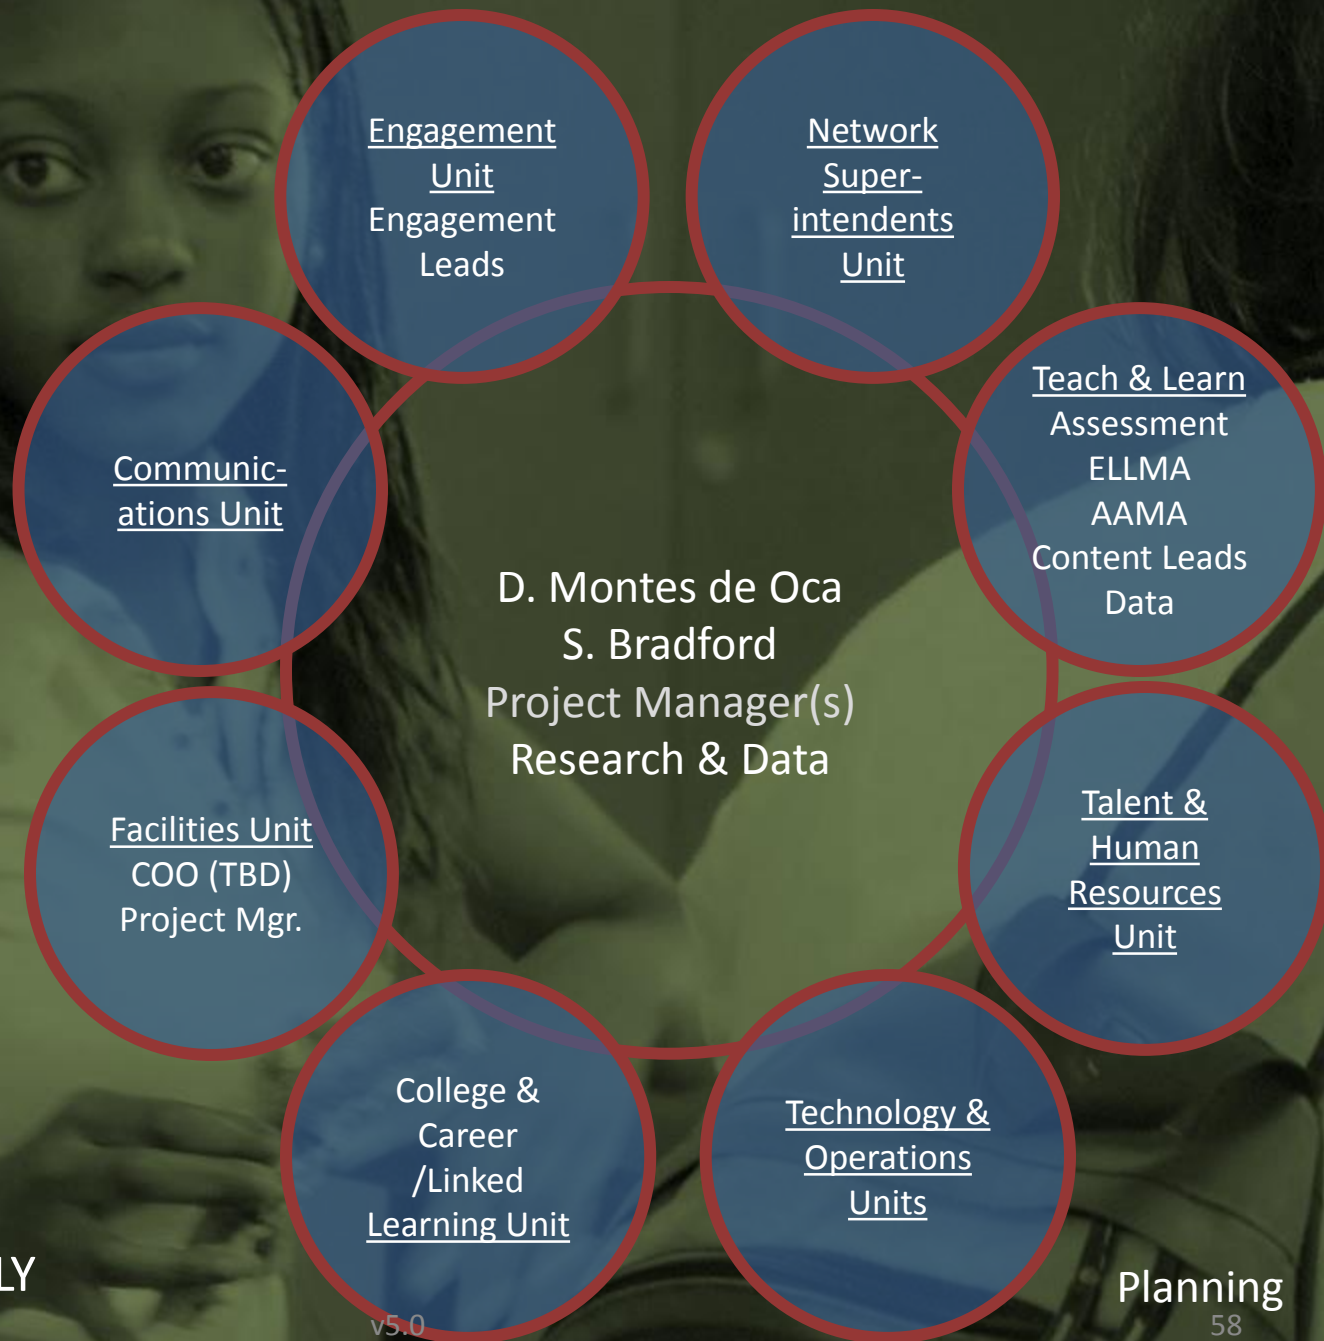 Engagement
Unit
Engagement
Leads
Network
Super-
intendents
Unit
Teach & Learn
Assessment
ELLMA
AAMA
Content Leads
Data
Communic-
ations Unit
D. Montes de Oca
S. Bradford
Project Manager(s)
Research & Data
Talent &
Human
Resources
Unit
Facilities Unit
COO (TBD)
Project Mgr.
College &
Career
/Linked
Learning Unit
Technology &
Operations
Units
LY
Planning
v5.0
58